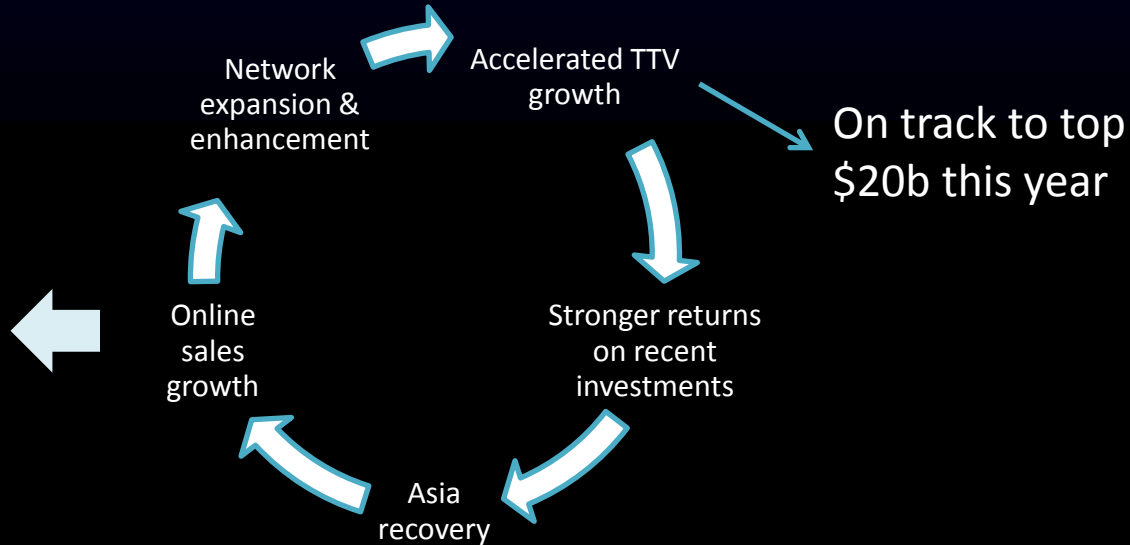 Accelerated TTV
growth
On track to top
$20b this year
Stronger returns
on recent
investments
Asia
recovery
Online
sales
growth
Network
expansion &
enhancement